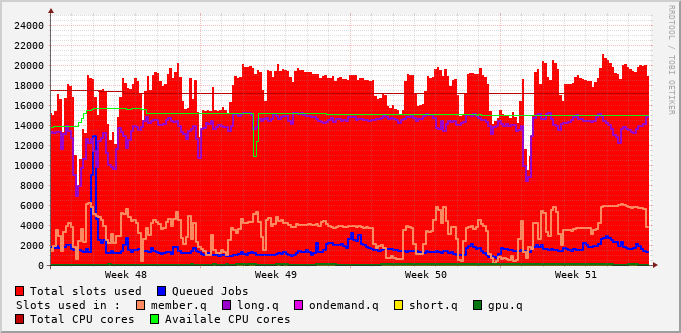 RRDTOOL / TOBI OETIKER
24000
22000
20000
18000
16000
14000
12000
10000
8000
6000
4000
2000
0
Week 48 Week 49 Week 50 Week 51
Total slots used Queued Jobs
Slots used in : member.q long.q ondemand.q short.q gpu.q
Total CPU cores Availale CPU cores